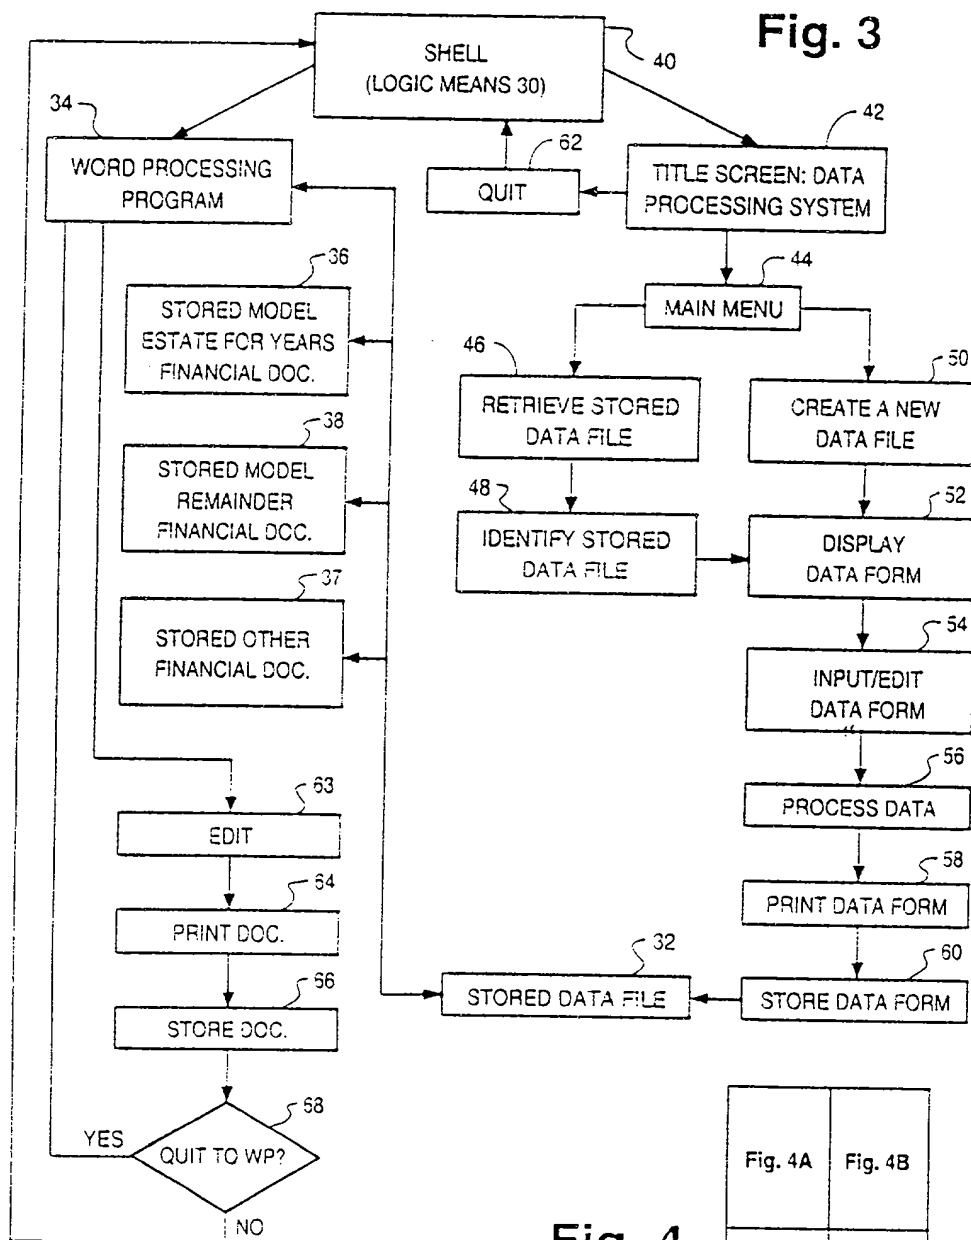 Fig. 3
SHELL
(LOGIC MEANS 30)
40
34
WORD PROCESSING
PROGRAM
62
QUIT
42
TITLE SCREEN: DATA
PROCESSING SYSTEM
44
MAIN MENU
36
STORED MODEL
ESTATE FOR YEARS
FINANCIAL DOC.
46
RETRIEVE STORED
DATA FILE
50
CREATE A NEW
DATA FILE
38
STORED MODEL
REMAINDER
FINANCIAL DOC.
48
IDENTIFY STORED
DATA FILE
52
DISPLAY
DATA FORM
37
STORED OTHER
FINANCIAL DOC.
54
INPUT/EDIT
DATA FORM
56
PROCESS DATA
63
EDIT
58
PRINT DATA FORM
64
PRINT DOC.
32
STORED DATA FILE
60
STORE DATA FORM
66
STORE DOC.
68
QUIT TO WP?
YES
NO
Fig. 4A
Fig. 4B
Fig. 4